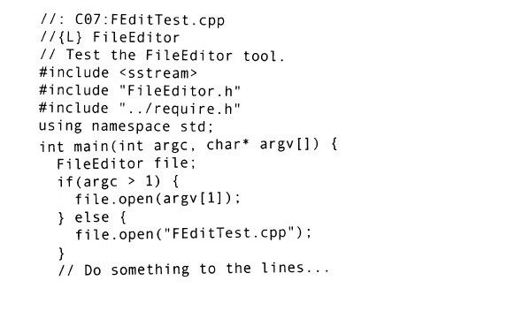 //: C07:FEditTest.cpp
//{L} FileEditor
// Test the FileEditor tool.
#include <sstream>
#include "FileEditor.h"
#include "../require.h"
using namespace std;
int main(int argc, char* argv[]) {
  FileEditor file;
  if(argc > 1) {
    file.open(argv[1]);
  } else {
    file.open("FEditTest.cpp");
  }
  // Do something to the lines...